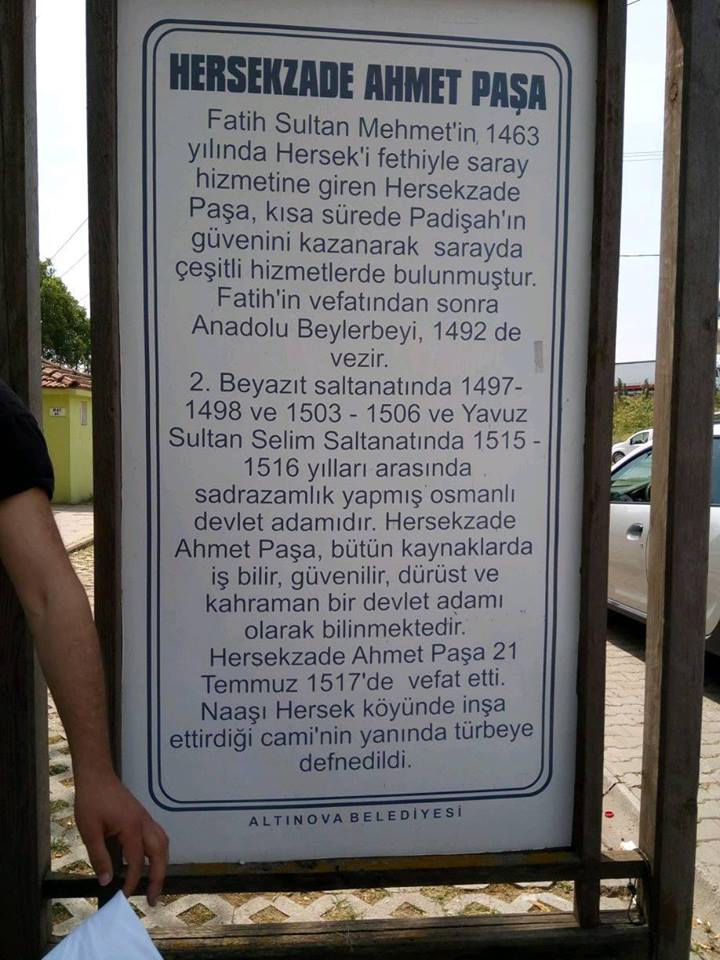 HERSEKZADE AHMET PAŞA
Fatih Sultan Mehmet'in 1463
yılında Hersek'i fethiyle saray
hizmetine giren Hersekzade
Paşa, kısa sürede Padişah'ın
güvenini kazanarak sarayda
çeşitli hizmetlerde bulunmuştur.
Fatih'in vefatından sonra
Anadolu Beylerbeyi, 1492 de
vezir.
2. Beyazıt saltanatında 1497-
1498 ve 1503 - 1506 ve Yavuz
Sultan Selim Saltanatında 1515 -
1516 yılları arasında
sadrazamlık yapmış osmanlı
devlet adamıdır. Hersekzade
Ahmet Paşa, bütün kaynaklarda
iş bilir, güvenilir, dürüst ve
kahraman bir devlet adamı
olarak bilinmektedir.
Hersekzade Ahmet Paşa 21
Temmuz 1517'de vefat etti.
Naaşı Hersek köyünde inşa
ettirdiği cami'nin yanında türbeye
defnedildi.
ALTINOVA BELEDİYESİ